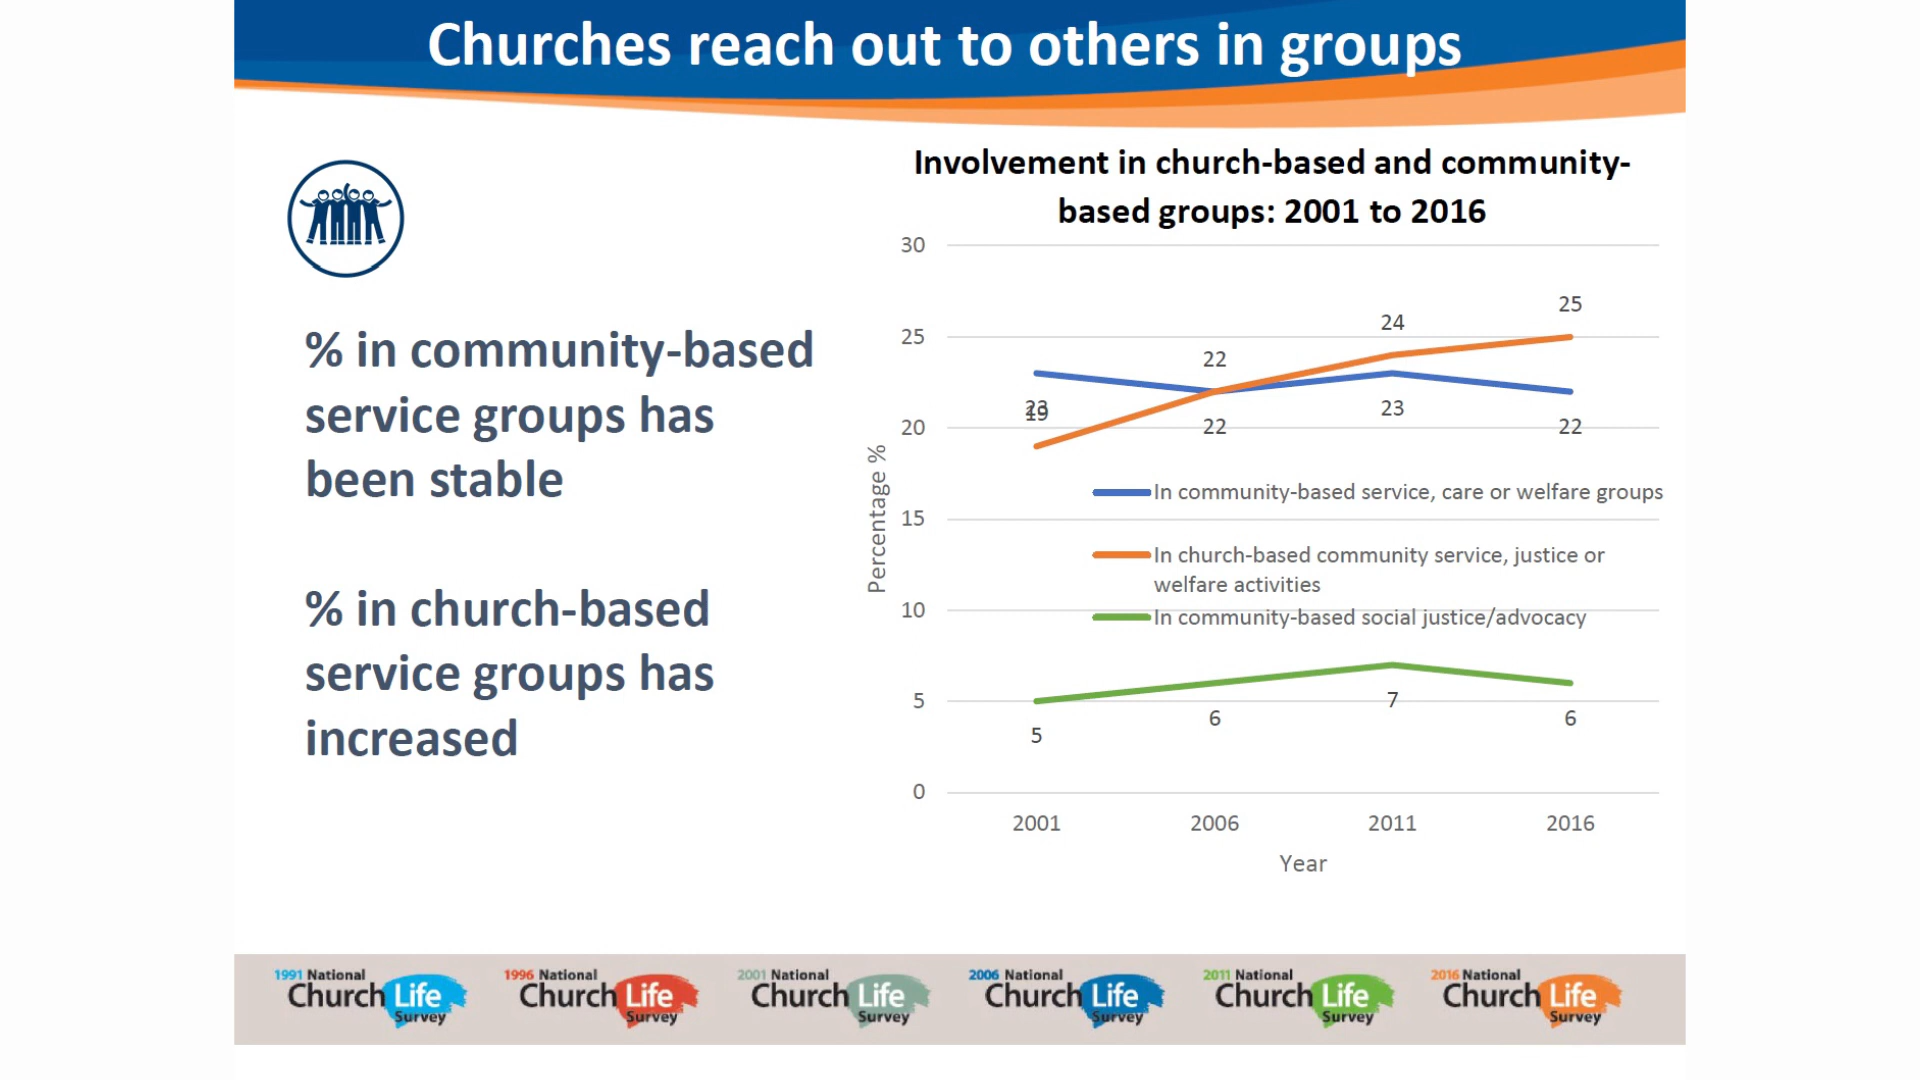 Churches reach out to others in groups
% in community-based
service groups has
been stable
% in church-based
service groups has
increased
Involvement in church-based and community-
based groups: 2001 to 2016
30
25
20
15
10
5
0
Percentage %
23
19
22
22
24
23
25
22
In community-based service, care or welfare groups
In church-based community service, justice or
welfare activities
In community-based social justice/advocacy
5
6
7
6
2001
2006
2011
2016
Year
1991 National
Church Life
Survey
1996 National
Church Life
Survey
2001 National
Church Life
Survey
2006 National
Church Life
Survey
2011 National
Church Life
Survey
2016 National
Church Life
Survey